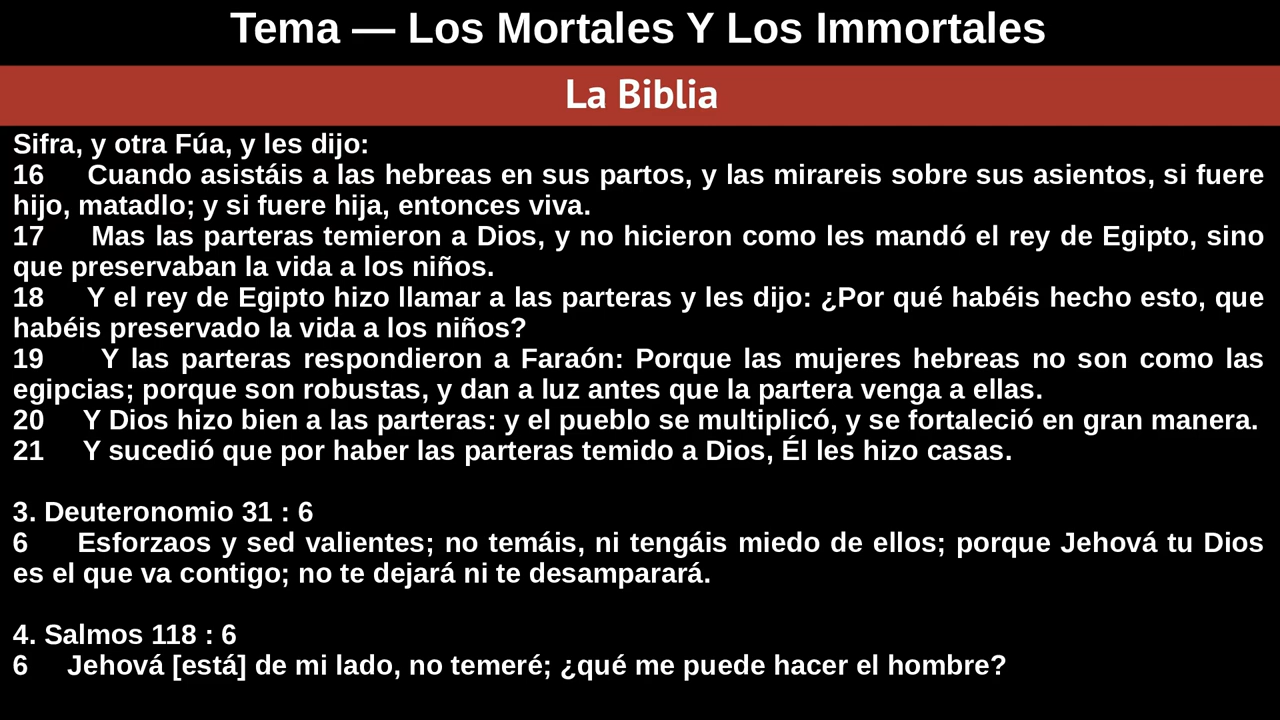 Tema — Los Mortales Y Los Immortales
La Biblia
Sifra, y otra Fúa, y les dijo:
16 Cuando asistáis a las hebreas en sus partos, y las mirareis sobre sus asientos, si fuere
hijo, matadlo; y si fuere hija, entonces viva.
17 Mas las parteras temieron a Dios, y no hicieron como les mandó el rey de Egipto, sino
que preservaban la vida a los niños.
18 Y el rey de Egipto hizo llamar a las parteras y les dijo: ¿Por qué habéis hecho esto, que
habéis preservado la vida a los niños?
19 Y las parteras respondieron a Faraón: Porque las mujeres hebreas no son como las
egipcias; porque son robustas, y dan a luz antes que la partera venga a ellas.
20 Y Dios hizo bien a las parteras: y el pueblo se multiplicó, y se fortaleció en gran manera.
21 Y sucedió que por haber las parteras temido a Dios, Él les hizo casas.
3. Deuteronomio 31 : 6
6 Esforzaos y sed valientes; no temáis, ni tengáis miedo de ellos; porque Jehová tu Dios
es el que va contigo; no te dejará ni te desamparará.
4. Salmos 118 : 6
6 Jehová [está] de mi lado, no temeré; ¿qué me puede hacer el hombre?